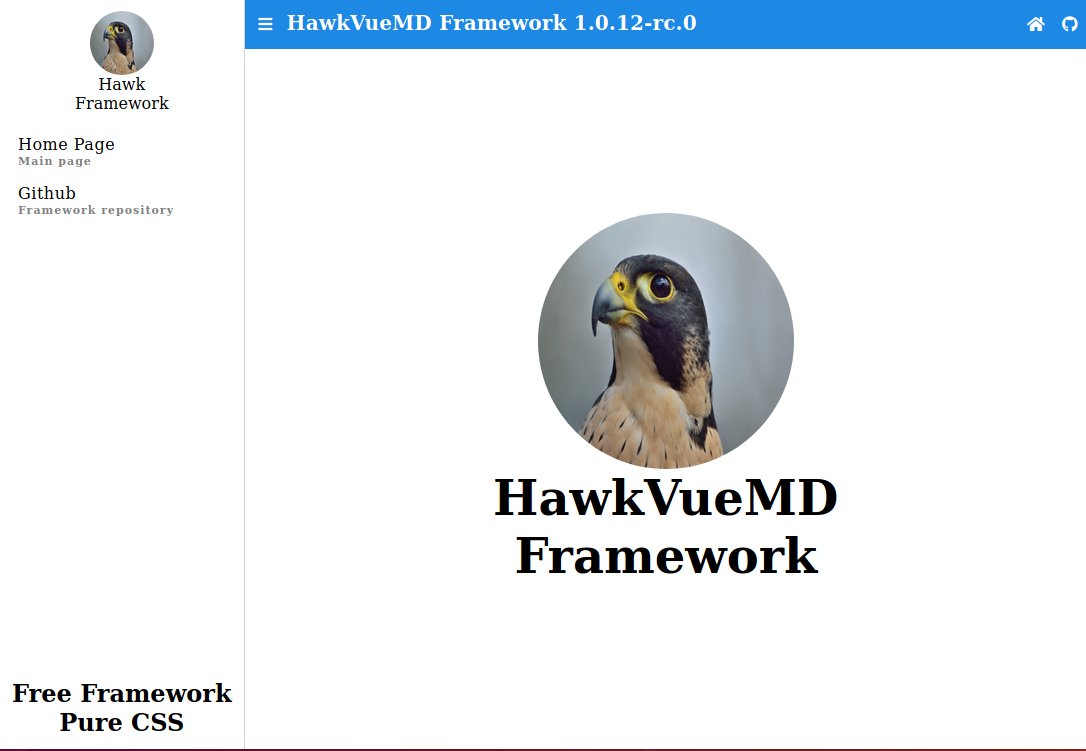 Hawk
Framework
Home Page
Main page
Github
Framework repository
Free Framework
Pure CSS
HawkVueMD Framework 1.0.12-rc.0
HawkVueMD
Framework